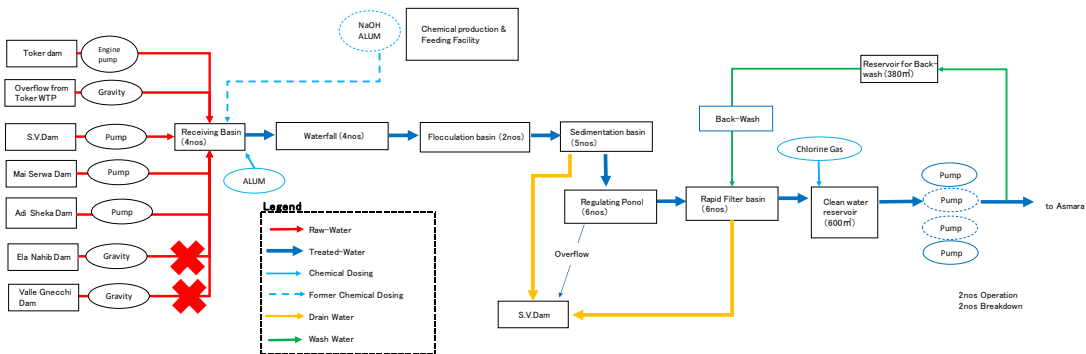 Toker dam
Engine
pump
Overflow from
Toker WTP
Gravity
S.V.Dam
Pump
Mai Serwa Dam
Pump
Adi Sheka Dam
Pump
Ela Nahib Dam
Gravity
Valle Gnecchi
Dam
Gravity
NaOH
ALUM
Chemical production &
Feeding Facility
Receiving Basin
(4nos)
ALUM
Waterfall (4nos)
Flocculation basin (2nos)
Sedimentation basin
(5nos)
Regulating Ponol
(6nos)
Overflow
S.V.Dam
Back-Wash
Reservoir for Back-
wash (380㎥)
Rapid Filter basin
(6nos)
Chlorine Gas
Clean water
reservoir
(600㎥)
Pump
Pump
Pump
Pump
to Asmara
2nos Operation
2nos Breakdown
Legend
Raw-Water
Treated-Water
Chemical Dosing
Former Chemical Dosing
Drain Water
Wash Water